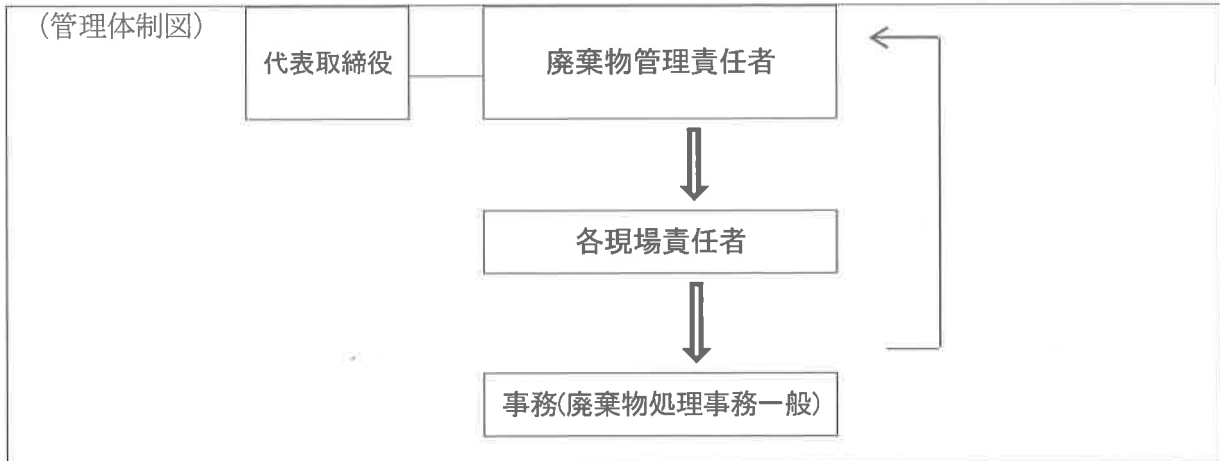 (管理体制図)
代表取締役
廃棄物管理責任者
各現場責任者
事務(廃棄物処理事務一般)